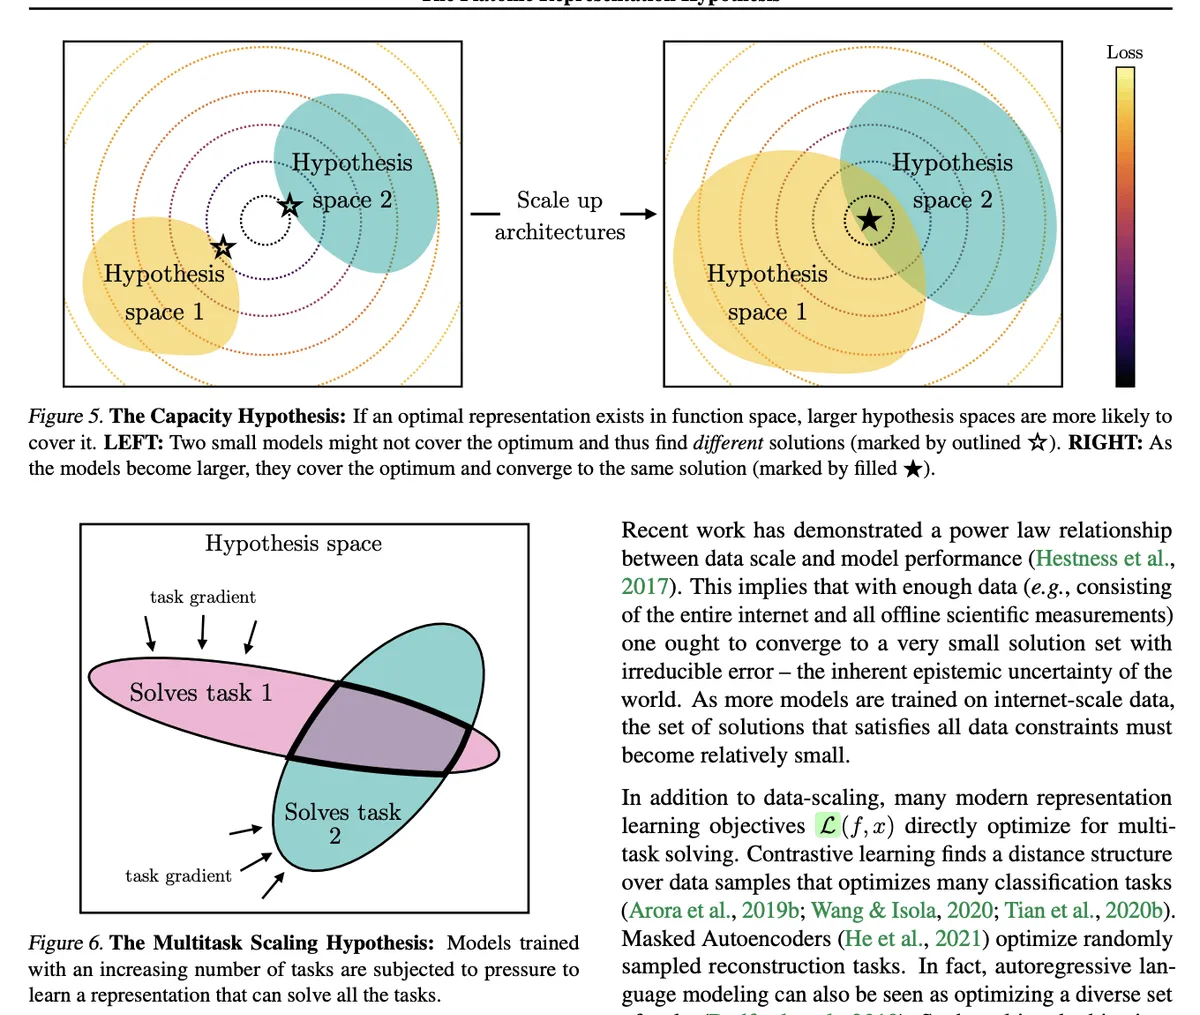 The Platonic Representation Hypothesis
Loss
Hypothesis
space 2
Hypothesis
space 1
Scale up
architectures
Hypothesis
space 2
Hypothesis
space 1
Figure 5. The Capacity Hypothesis: If an optimal representation exists in function space, larger hypothesis spaces are more likely to
cover it. LEFT: Two small models might not cover the optimum and thus find different solutions (marked by outlined ☆). RIGHT: As
the models become larger, they cover the optimum and converge to the same solution (marked by filled ★).
Hypothesis space
task gradient
Solves task 1
Solves task
2
task gradient
Figure 6. The Multitask Scaling Hypothesis: Models trained
with an increasing number of tasks are subjected to pressure to
learn a representation that can solve all the tasks.
Recent work has demonstrated a power law relationship
between data scale and model performance (Hestness et al.,
2017). This implies that with enough data (e.g., consisting
of the entire internet and all offline scientific measurements)
one ought to converge to a very small solution set with
irreducible error – the inherent epistemic uncertainty of the
world. As more models are trained on internet-scale data,
the set of solutions that satisfies all data constraints must
become relatively small.
In addition to data-scaling, many modern representation
learning objectives ℒ(f, x) directly optimize for multi-
task solving. Contrastive learning finds a distance structure
over data samples that optimizes many classification tasks
(Arora et al., 2019b; Wang & Isola, 2020; Tian et al., 2020b).
Masked Autoencoders (He et al., 2021) optimize randomly
sampled reconstruction tasks. In fact, autoregressive lan-
guage modeling can also be seen as optimizing a diverse set